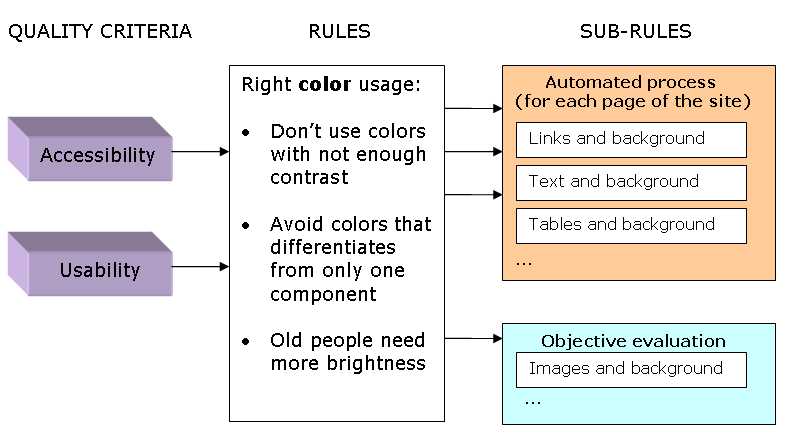 QUALITY CRITERIA
RULES
SUB-RULES
Accessibility
Usability
Right color usage:
• Don't use colors
with not enough
contrast
• Avoid colors that
differentiates
from only one
component
• Old people need
more brightness
Automated process
(for each page of the site)
Links and background
Text and background
Tables and background
...
Objective evaluation
Images and background
...